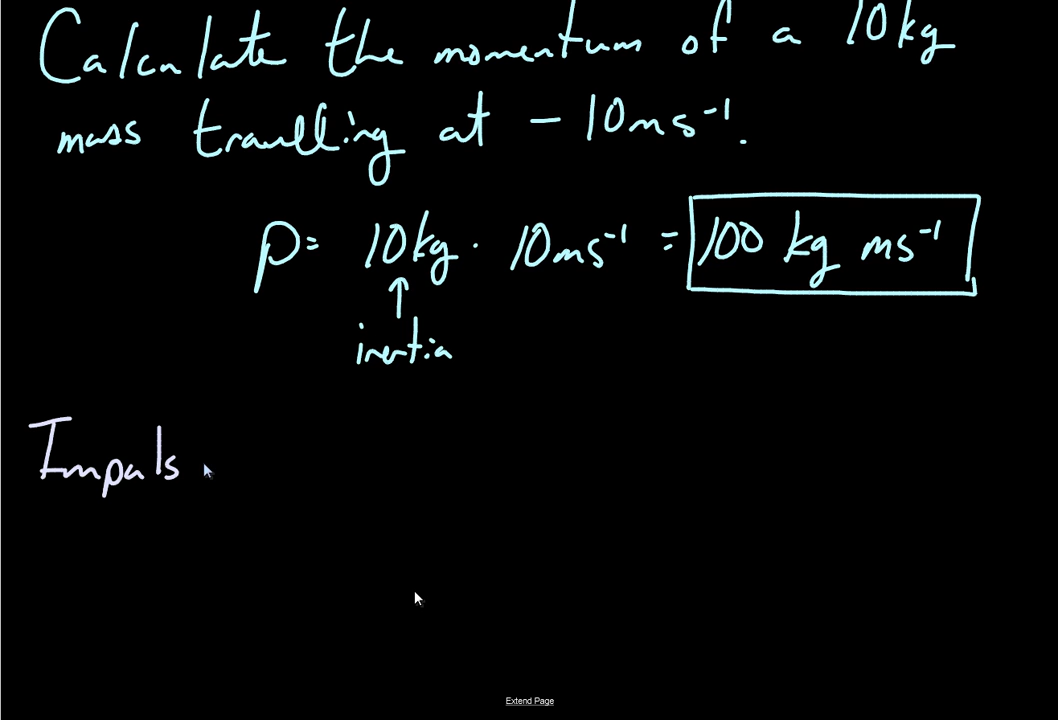 Calculate the momentum of a 10kg
mass travelling at - 10ms⁻¹.
p= 10kg · 10ms⁻¹ = 100 kg ms⁻¹
↑
inertia
Impuls
Extend Page